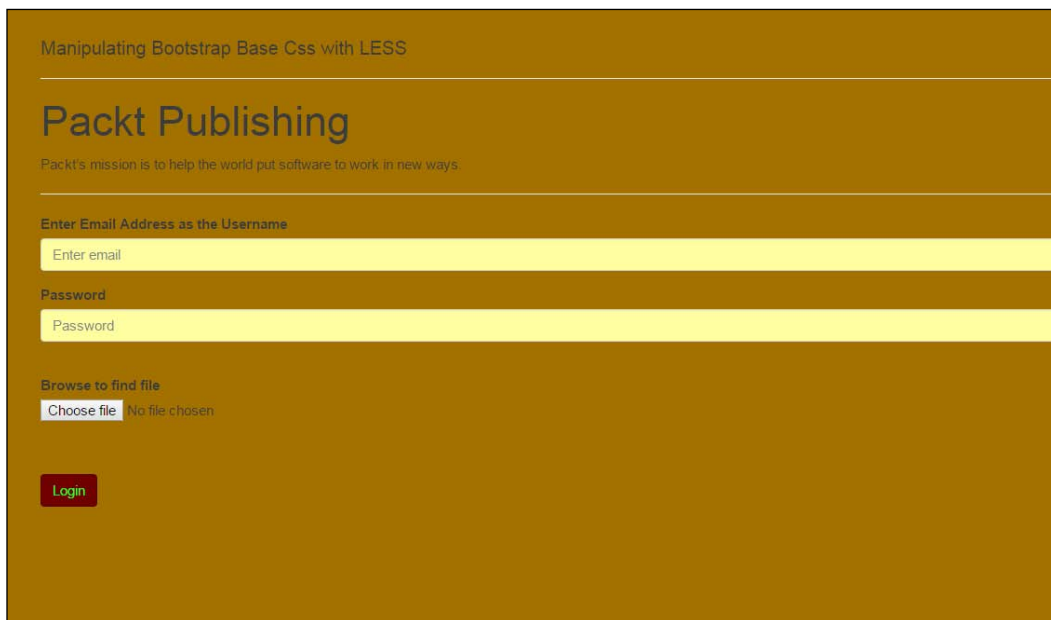 Manipulating Bootstrap Base Css with LESS
Packt Publishing
Packt's mission is to help the world put software to work in new ways.
Enter Email Address as the Username
Enter email
Password
Password
Browse to find file
Choose file No file chosen
Login